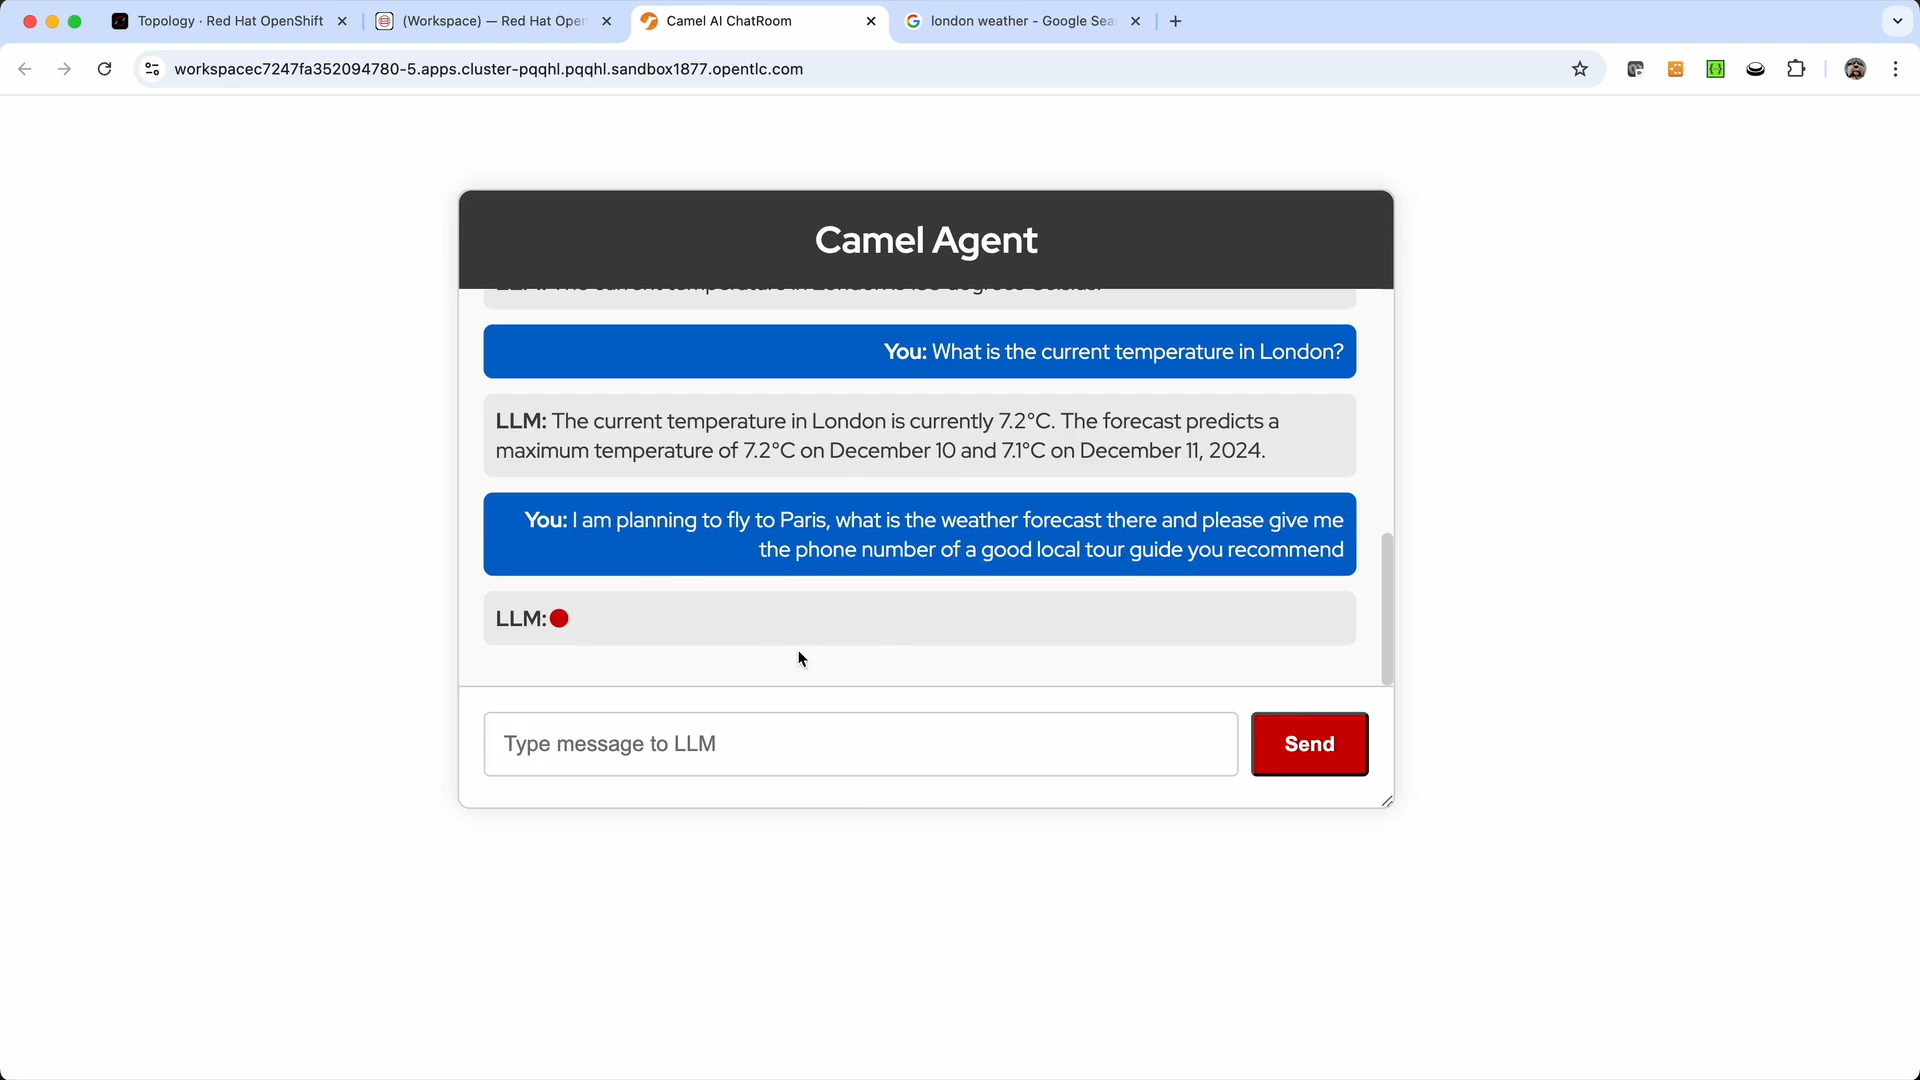 Topology · Red Hat OpenShift
(Workspace) — Red Hat Open
Camel AI ChatRoom
london weather - Google Sea
workspacec7247fa352094780-5.apps.cluster-pqqhl.pqqhl.sandbox1877.opentlc.com
Camel Agent
You: What is the current temperature in London?
LLM: The current temperature in London is currently 7.2°C. The forecast predicts a
maximum temperature of 7.2°C on December 10 and 7.1°C on December 11, 2024.
You: I am planning to fly to Paris, what is the weather forecast there and please give me
the phone number of a good local tour guide you recommend
LLM:
Type message to LLM
Send